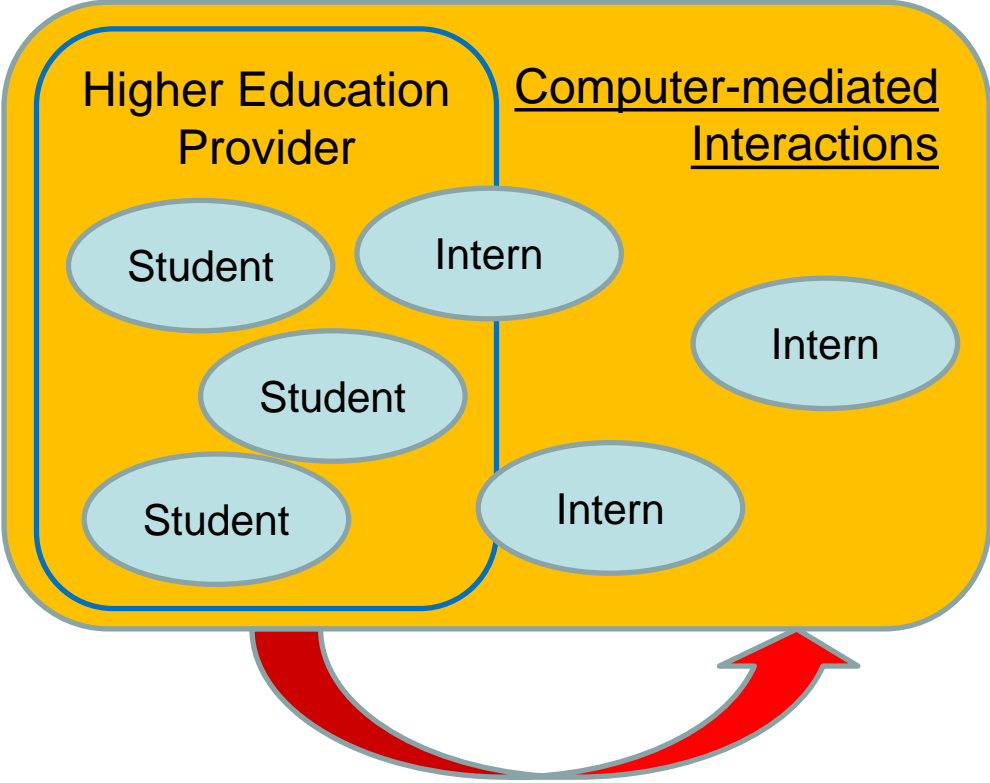 Higher Education
Provider
Computer-mediated
Interactions
Student
Intern
Intern
Student
Student
Intern